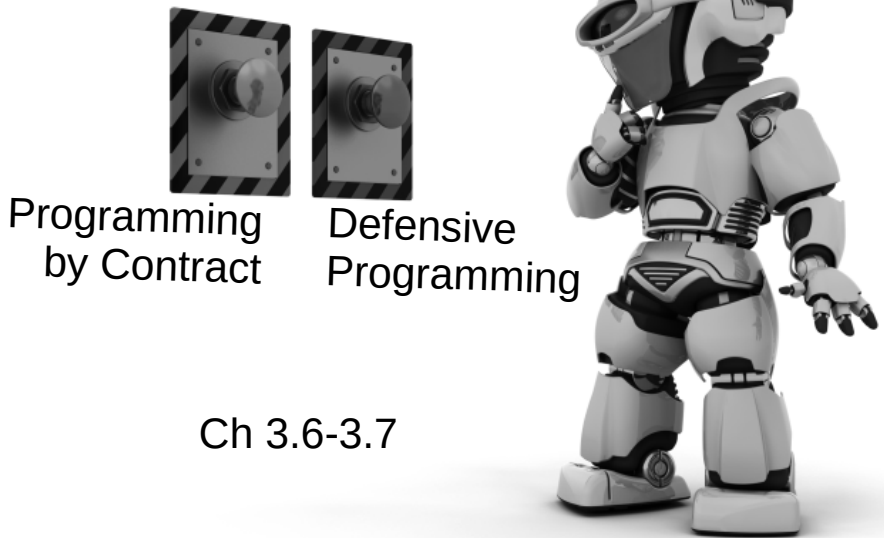 Programming
by Contract
Defensive
Programming
Ch 3.6-3.7